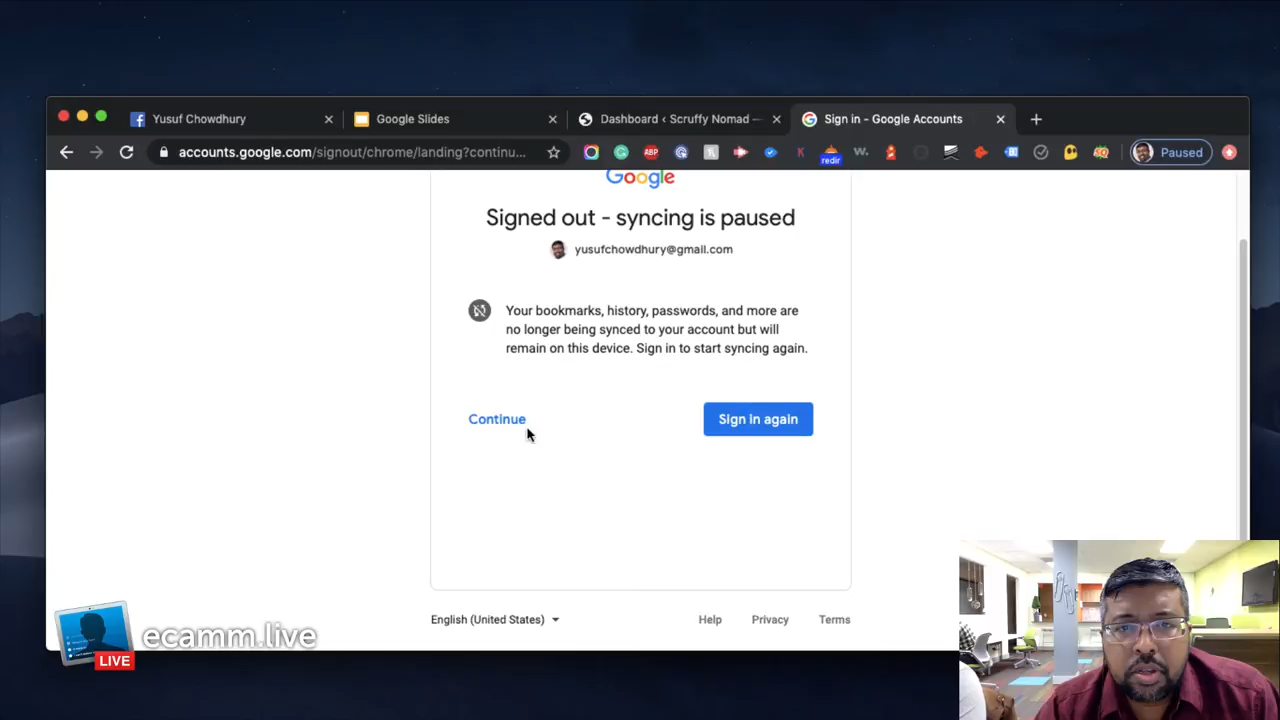 Yusuf Chowdhury
Google Slides
Dashboard ‹ Scruffy Nomad —
Sign in - Google Accounts
accounts.google.com/signout/chrome/landing?continu...
ABP
redir
Paused
Google
Signed out - syncing is paused
yusufchowdhury@gmail.com
Your bookmarks, history, passwords, and more are
no longer being synced to your account but will
remain on this device. Sign in to start syncing again.
Continue
Sign in again
English (United States)
Help
Privacy
Terms
ecamm.live
LIVE